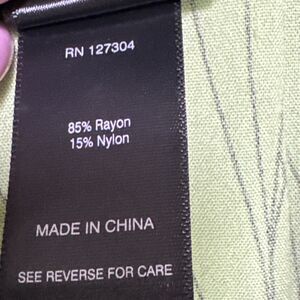 RN 127304
85% Rayon
15% Nylon
MADE IN CHINA
SEE REVERSE FOR CARE